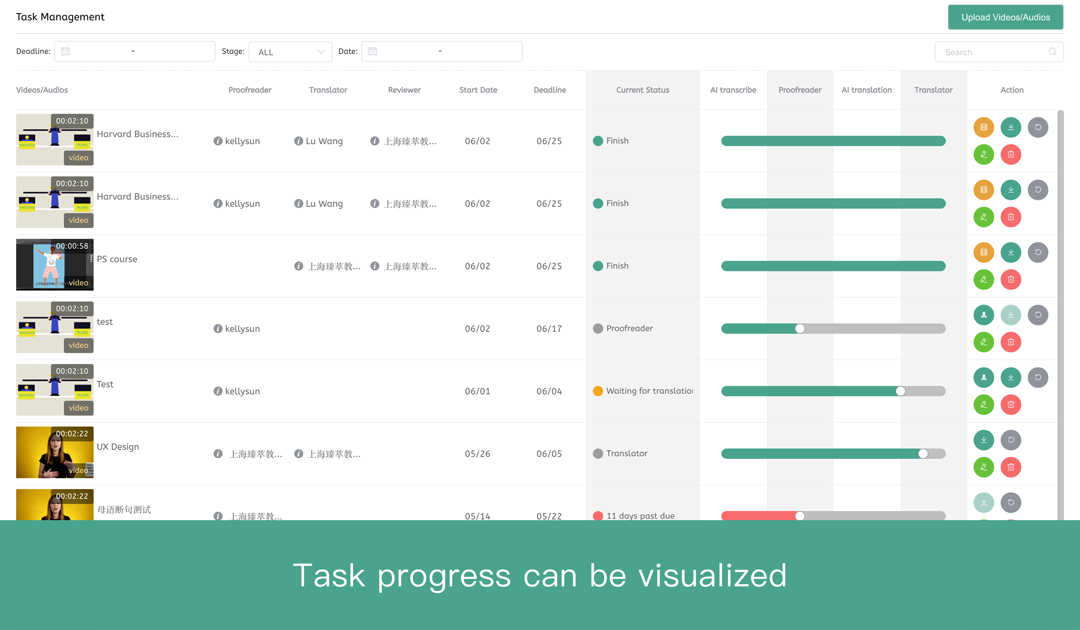 Task Management
Upload Videos/Audios
Deadline: - Stage: ALL Date: - Search
Videos/Audios Proofreader Translator Reviewer Start Date Deadline Current Status AI transcribe Proofreader AI translation Translator Action
00:02:10
Harvard Business...
video
kellysun Lu Wang 上海臻萃教... 06/02 06/25 Finish
00:02:10
Harvard Business...
video
kellysun Lu Wang 上海臻萃教... 06/02 06/25 Finish
00:00:58
PS course
video
上海臻萃教... 上海臻萃教... 06/02 06/25 Finish
00:02:10
test
video
kellysun 06/02 06/17 Proofreader
00:02:10
Test
video
kellysun 06/01 06/04 Waiting for translation
00:02:22
UX Design
video
上海臻萃教... 上海臻萃教... 05/26 06/05 Translator
00:02:22
母语断句测试
上海臻萃教... 05/14 05/22 11 days past due
Task progress can be visualized